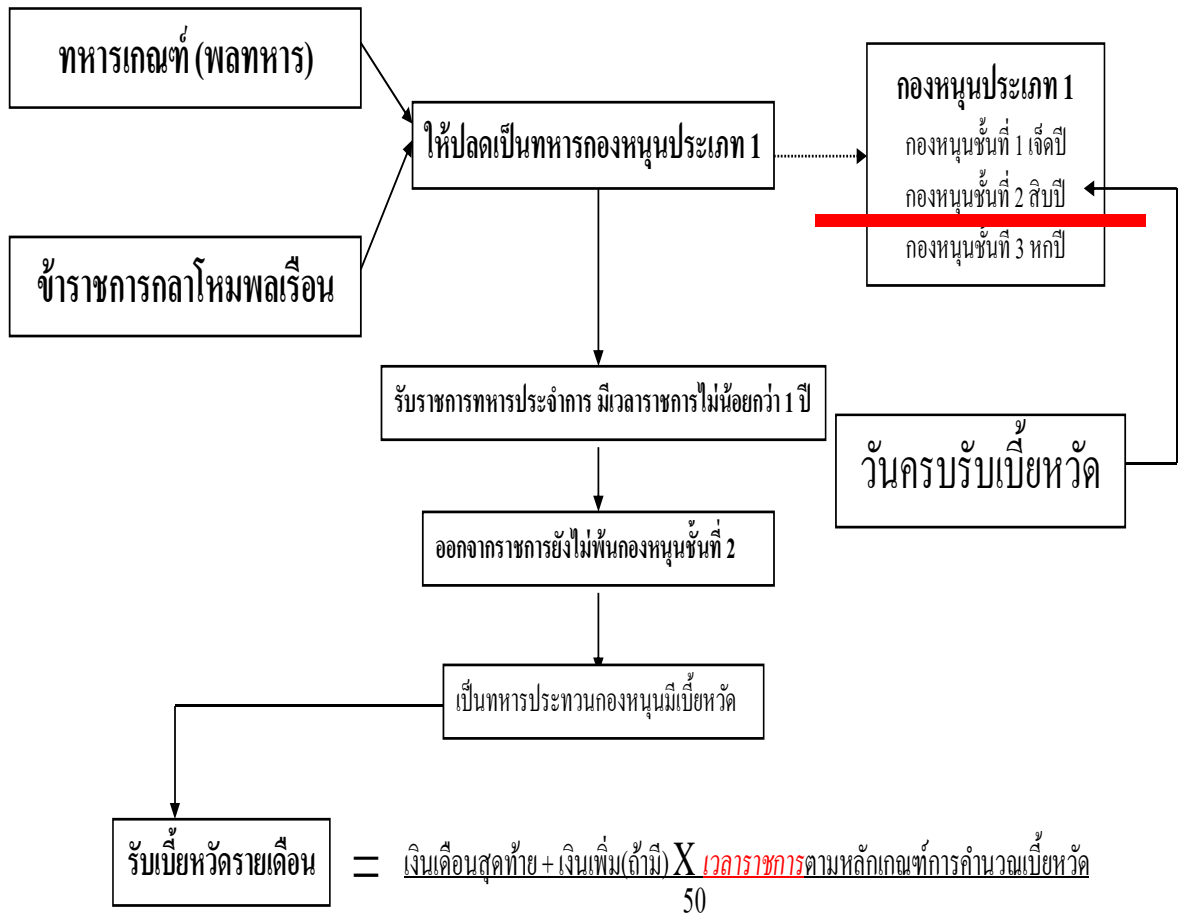 ทหารเกณฑ์ (พลทหาร)
ให้ปลดเป็นทหารกองหนุนประเภท 1
กองหนุนประเภท 1
กองหนุนชั้นที่ 1 เจ็ดปี
กองหนุนชั้นที่ 2 สิบปี
กองหนุนชั้นที่ 3 หกปี
ข้าราชการกลาโหมพลเรือน
รับราชการทหารประจำการ มีเวลาราชการไม่น้อยกว่า 1 ปี
วันครบรับเบี้ยหวัด
ออกจากราชการยังไม่พ้นกองหนุนชั้นที่ 2
เป็นทหารประทวนกองหนุนมีเบี้ยหวัด
รับเบี้ยหวัดรายเดือน = เงินเดือนสุดท้าย + เงินเพิ่ม(ถ้ามี) X เวลาราชการตามหลักเกณฑ์การคำนวณเบี้ยหวัด
50